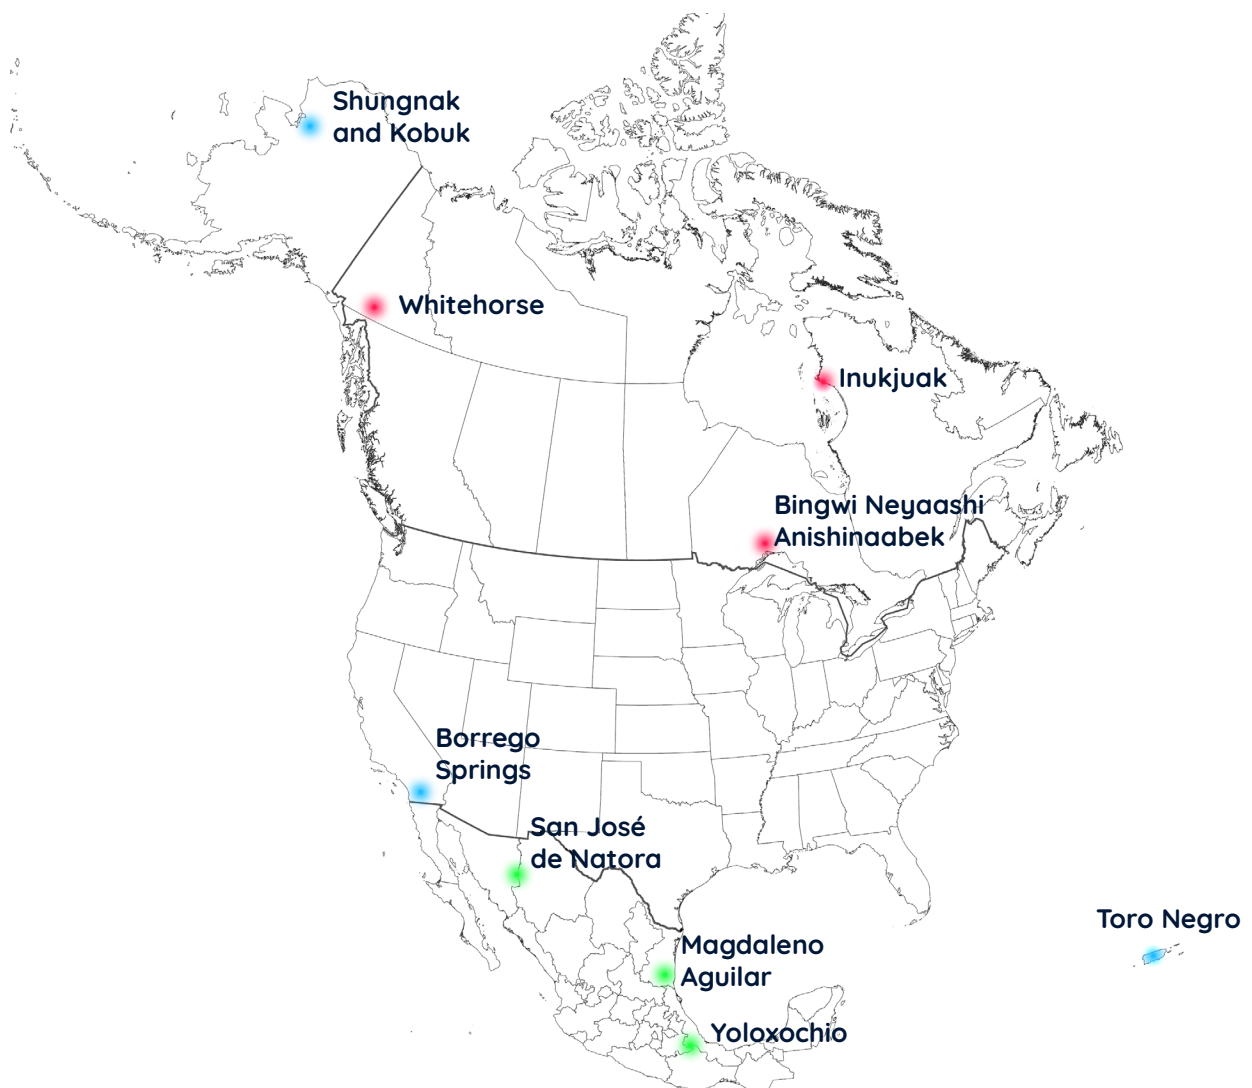 Shungnak
and Kobuk
Whitehorse
Inukjuak
Bingwi Neyaashi
Anishinaabek
Borrego
Springs
San José
de Natora
Toro Negro
Magdaleno
Aguilar
Yoloxochio